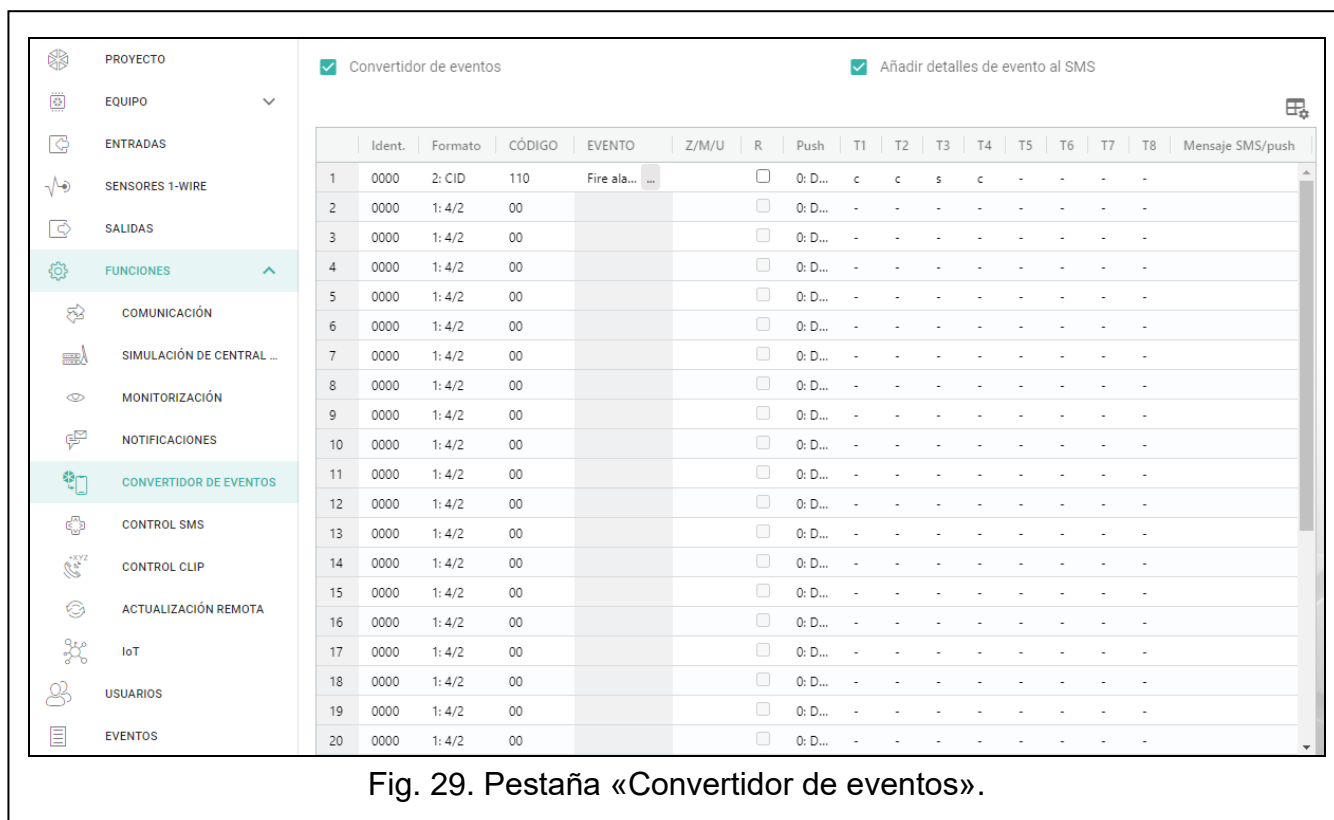 PROYECTO
EQUIPO
ENTRADAS
SENSORES 1-WIRE
SALIDAS
FUNCIONES
COMUNICACIÓN
SIMULACIÓN DE CENTRAL ...
MONITORIZACIÓN
NOTIFICACIONES
CONVERTIDOR DE EVENTOS
CONTROL SMS
+XYZ
CONTROL CLIP
ACTUALIZACIÓN REMOTA
IoT
USUARIOS
EVENTOS
Convertidor de eventos Añadir detalles de evento al SMS
Ident. Formato CÓDIGO EVENTO Z/M/U R Push T1 T2 T3 T4 T5 T6 T7 T8 Mensaje SMS/push
1 0000 2: CID 110 Fire ala... ... 0: D... c c s c - - - -
2 0000 1: 4/2 00 0: D... - - - - - - - -
3 0000 1: 4/2 00 0: D... - - - - - - - -
4 0000 1: 4/2 00 0: D... - - - - - - - -
5 0000 1: 4/2 00 0: D... - - - - - - - -
6 0000 1: 4/2 00 0: D... - - - - - - - -
7 0000 1: 4/2 00 0: D... - - - - - - - -
8 0000 1: 4/2 00 0: D... - - - - - - - -
9 0000 1: 4/2 00 0: D... - - - - - - - -
10 0000 1: 4/2 00 0: D... - - - - - - - -
11 0000 1: 4/2 00 0: D... - - - - - - - -
12 0000 1: 4/2 00 0: D... - - - - - - - -
13 0000 1: 4/2 00 0: D... - - - - - - - -
14 0000 1: 4/2 00 0: D... - - - - - - - -
15 0000 1: 4/2 00 0: D... - - - - - - - -
16 0000 1: 4/2 00 0: D... - - - - - - - -
17 0000 1: 4/2 00 0: D... - - - - - - - -
18 0000 1: 4/2 00 0: D... - - - - - - - -
19 0000 1: 4/2 00 0: D... - - - - - - - -
20 0000 1: 4/2 00 0: D... - - - - - - - -
Fig. 29. Pestaña «Convertidor de eventos».